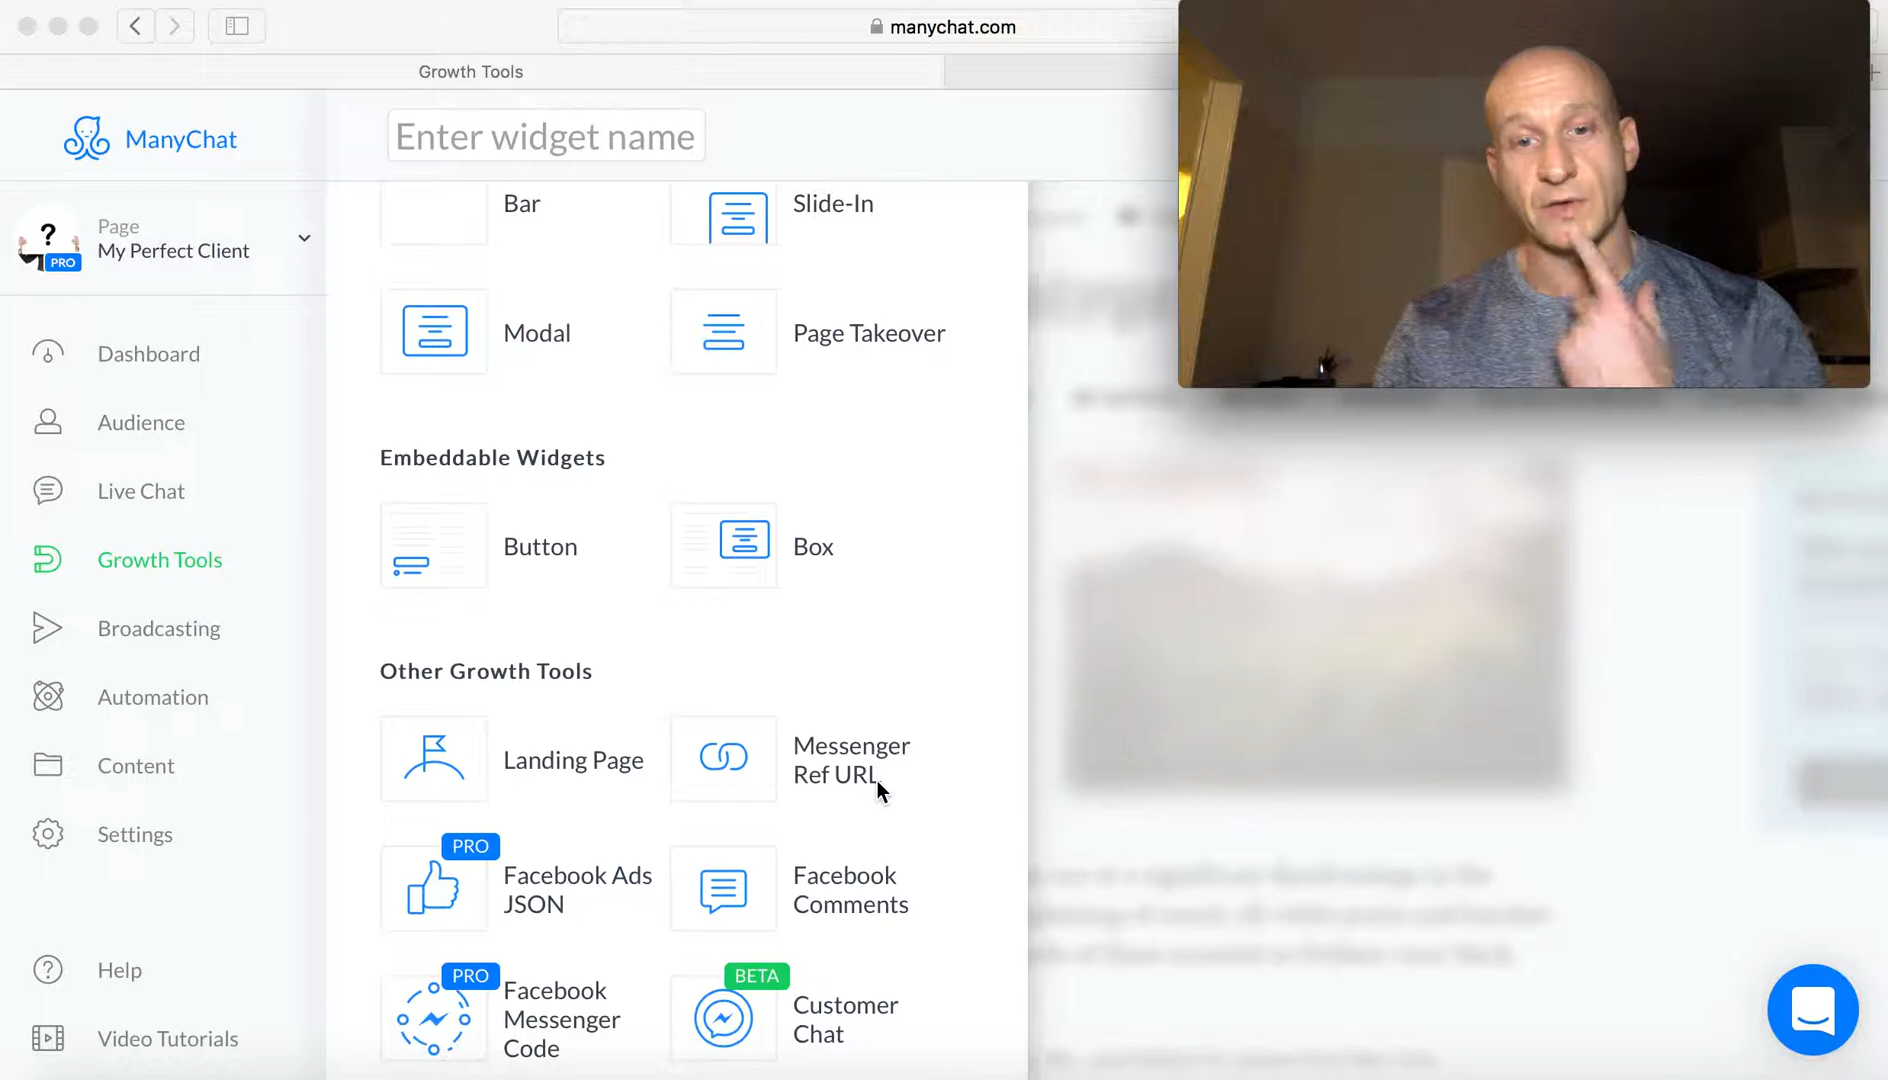 manychat.com
Growth Tools
ManyChat
Enter widget name
Page
My Perfect Client
PRO
Dashboard
Audience
Live Chat
Growth Tools
Broadcasting
Automation
Content
Settings
Help
Video Tutorials
Bar
Slide-In
Modal
Page Takeover
Embeddable Widgets
Button
Box
Other Growth Tools
Landing Page
Messenger
Ref URL
PRO
Facebook Ads
JSON
Facebook
Comments
PRO
Facebook
Messenger
Code
BETA
Customer
Chat